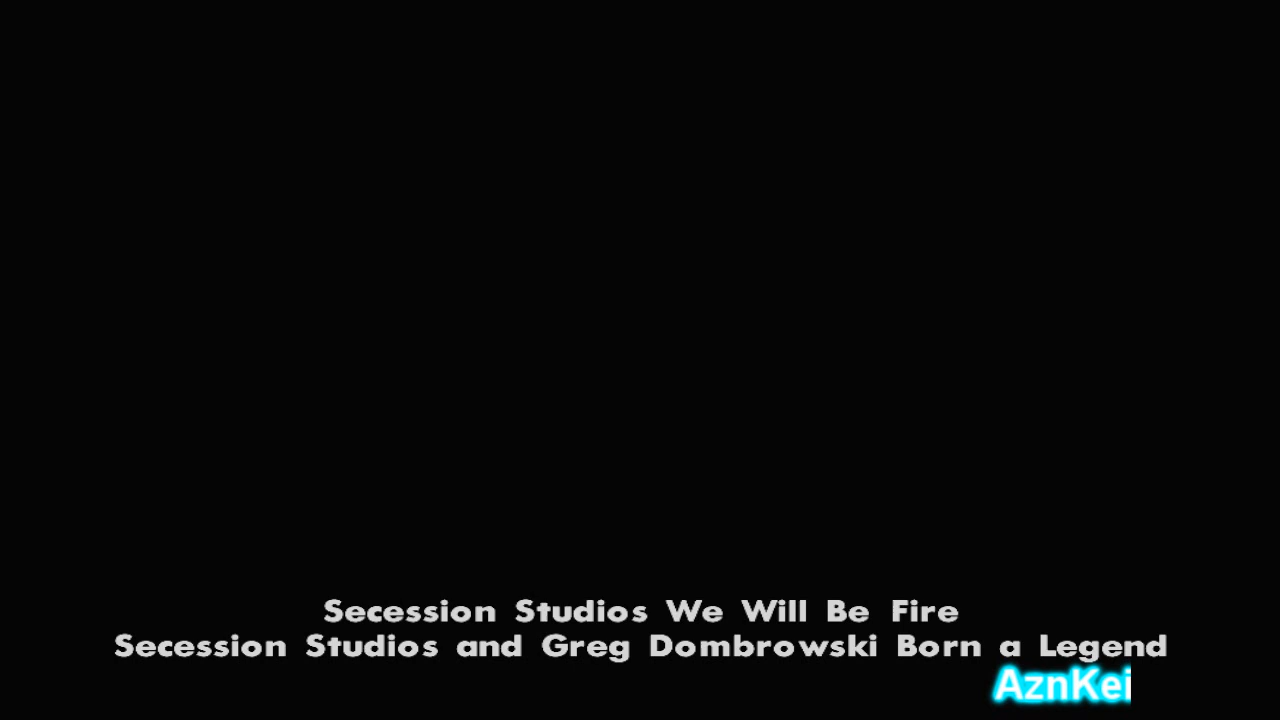 Secession Studios We Will Be Fire
Secession Studios and Greg Dombrowski Born a Legend
AznKei